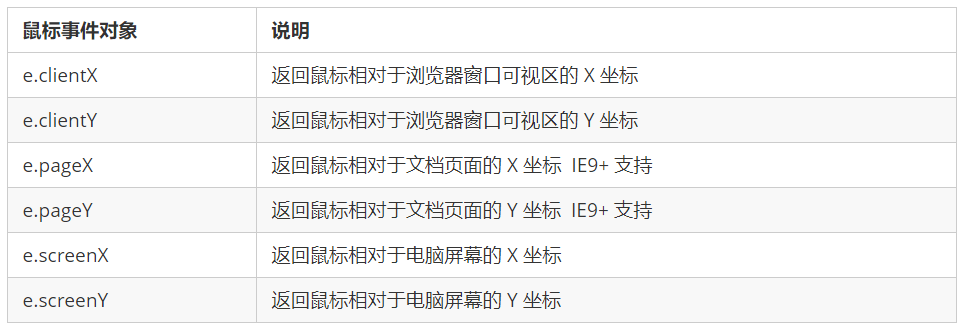 鼠标事件对象 说明
e.clientX 返回鼠标相对于浏览器窗口可视区的 X 坐标
e.clientY 返回鼠标相对于浏览器窗口可视区的 Y 坐标
e.pageX 返回鼠标相对于文档页面的 X 坐标 IE9+ 支持
e.pageY 返回鼠标相对于文档页面的 Y 坐标 IE9+ 支持
e.screenX 返回鼠标相对于电脑屏幕的 X 坐标
e.screenY 返回鼠标相对于电脑屏幕的 Y 坐标